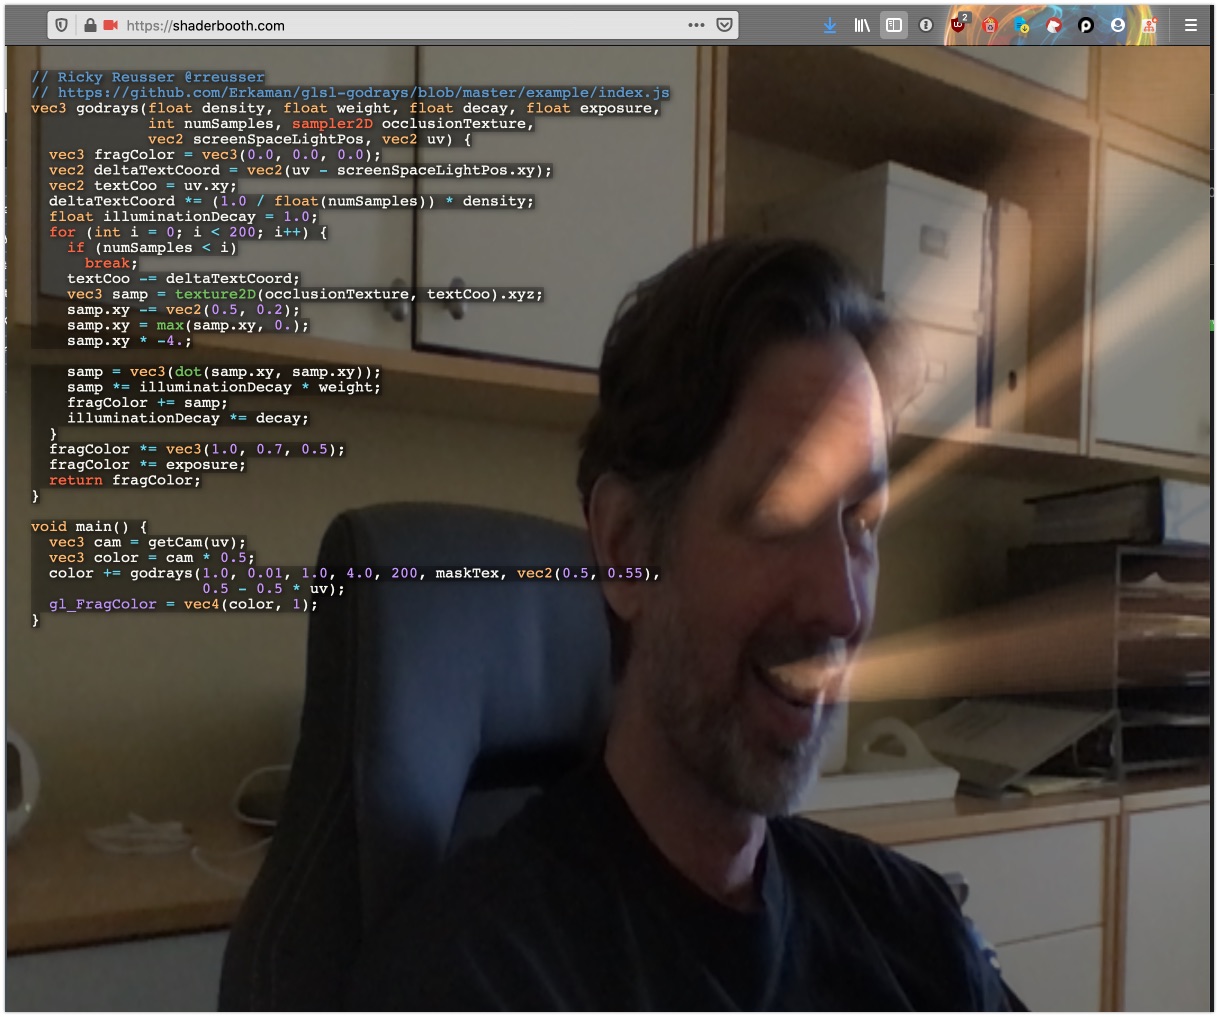 https://shaderbooth.com
2
// Ricky Reusser @rreusser
// https://github.com/Erkaman/glsl-godrays/blob/master/example/index.js
vec3 godrays(float density, float weight, float decay, float exposure,
             int numSamples, sampler2D occlusionTexture,
             vec2 screenSpaceLightPos, vec2 uv) {
  vec3 fragColor = vec3(0.0, 0.0, 0.0);
  vec2 deltaTextCoord = vec2(uv - screenSpaceLightPos.xy);
  vec2 textCoo = uv.xy;
  deltaTextCoord *= (1.0 / float(numSamples)) * density;
  float illuminationDecay = 1.0;
  for (int i = 0; i < 200; i++) {
    if (numSamples < i)
      break;
    textCoo -= deltaTextCoord;
    vec3 samp = texture2D(occlusionTexture, textCoo).xyz;
    samp.xy -= vec2(0.5, 0.2);
    samp.xy = max(samp.xy, 0.);
    samp.xy * -4.;
    samp = vec3(dot(samp.xy, samp.xy));
    samp *= illuminationDecay * weight;
    fragColor += samp;
    illuminationDecay *= decay;
  }
  fragColor *= vec3(1.0, 0.7, 0.5);
  fragColor *= exposure;
  return fragColor;
}
void main() {
  vec3 cam = getCam(uv);
  vec3 color = cam * 0.5;
  color += godrays(1.0, 0.01, 1.0, 4.0, 200, maskTex, vec2(0.5, 0.55),
                   0.5 - 0.5 * uv);
  gl_FragColor = vec4(color, 1);
}